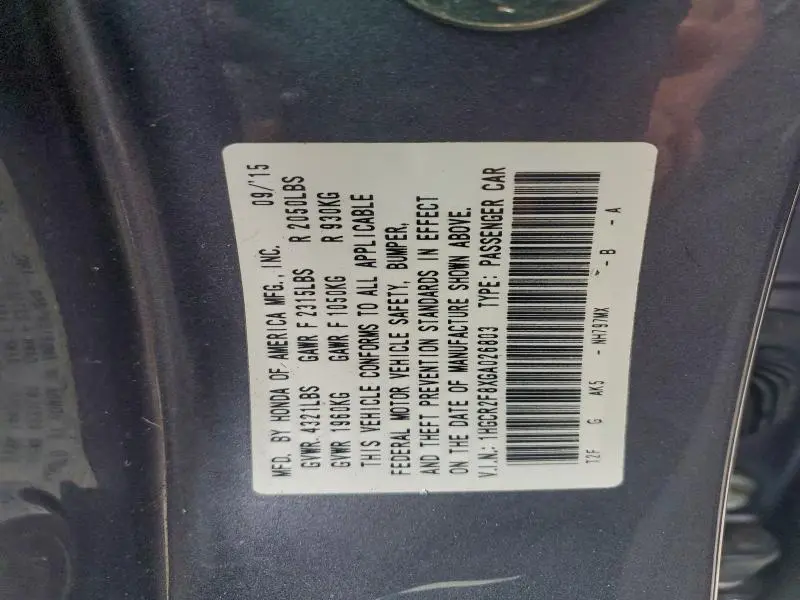 MFD. BY HONDA OF AMERICA MFG., INC. 09/'15
GVWR 4321LBS GAWR F 2315LBS R 2050LBS
GVWR 1960KG GAWR F 1050KG R 930KG
THIS VEHICLE CONFORMS TO ALL APPLICABLE
FEDERAL MOTOR VEHICLE SAFETY, BUMPER,
AND THEFT PREVENTION STANDARDS IN EFFECT
ON THE DATE OF MANUFACTURE SHOWN ABOVE.
V.I.N.: 1HGCR2F8XGA026803 TYPE: PASSENGER CAR
T2F G AK5 - NH797MX - B - A